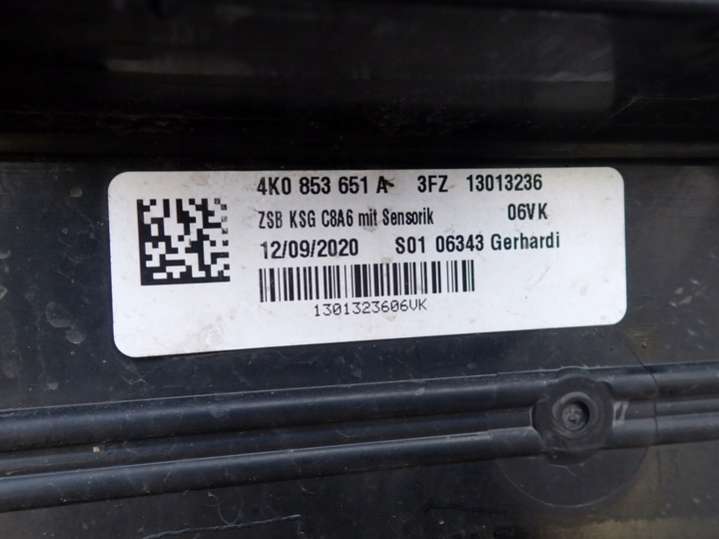 4K0 853 651 A 3FZ 13013236
ZSB KSG C8A6 mit Sensorik 06VK
12/09/2020 S01 06343 Gerhardi
1301323606VK